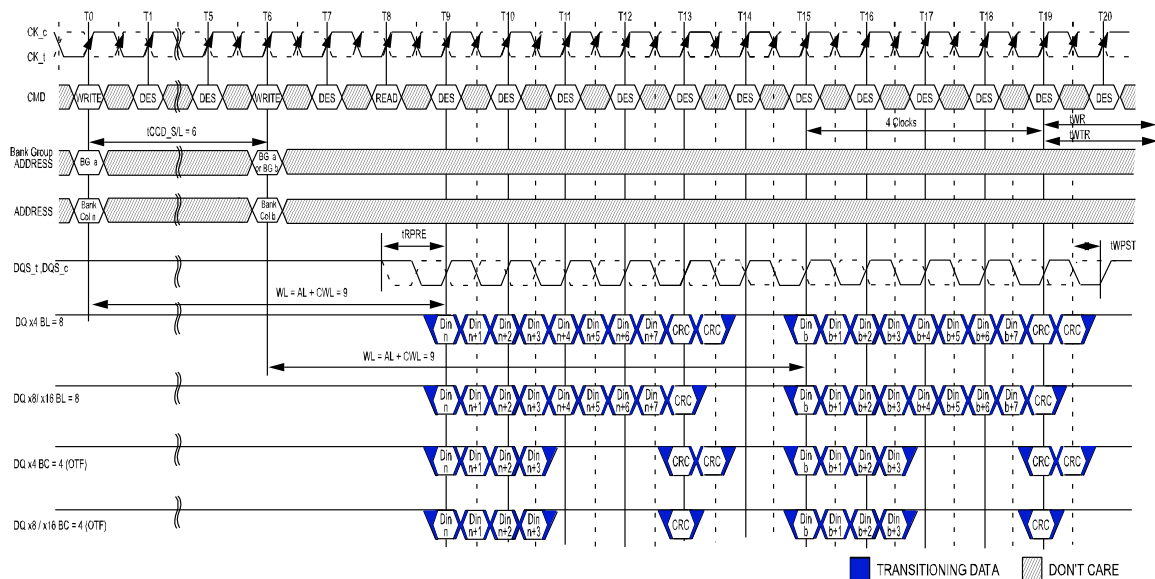 T0 T1 T5 T6 T7 T8 T9 T10 T11 T12 T13 T14 T15 T16 T17 T18 T19 T20
CK_c
CK_t
CMD WRITE DES DES WRITE DES READ DES DES DES DES DES DES DES DES DES DES DES DES
4 Clocks tWR
tCCD_S/L = 6 tWTR
Bank Group
ADDRESS BG a BG a
or BG b
ADDRESS Bank
Col n Bank
Col b
tRPRE tWPST
DQS_t ,DQS_c
WL = AL + CWL = 9
DQ x4 BL = 8 Din
n Din
n+1 Din
n+2 Din
n+3 Din
n+4 Din
n+5 Din
n+6 Din
n+7 CRC CRC Din
b Din
b+1 Din
b+2 Din
b+3 Din
b+4 Din
b+5 Din
b+6 Din
b+7 CRC CRC
WL = AL + CWL = 9
DQ x8/ x16 BL = 8 Din
n Din
n+1 Din
n+2 Din
n+3 Din
n+4 Din
n+5 Din
n+6 Din
n+7 CRC Din
b Din
b+1 Din
b+2 Din
b+3 Din
b+4 Din
b+5 Din
b+6 Din
b+7 CRC
DQ x4 BC = 4 (OTF) Din
n Din
n+1 Din
n+2 Din
n+3 CRC CRC Din
b Din
b+1 Din
b+2 Din
b+3 CRC CRC
DQ x8 / x16 BC = 4 (OTF) Din
n Din
n+1 Din
n+2 Din
n+3 CRC Din
b Din
b+1 Din
b+2 Din
b+3 CRC
TRANSITIONING DATA DON'T CARE